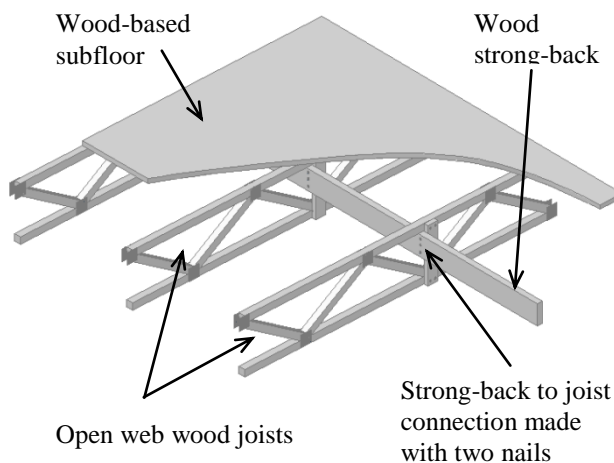 Wood-based
subfloor
Wood
strong-back
Open web wood joists
Strong-back to joist
connection made
with two nails